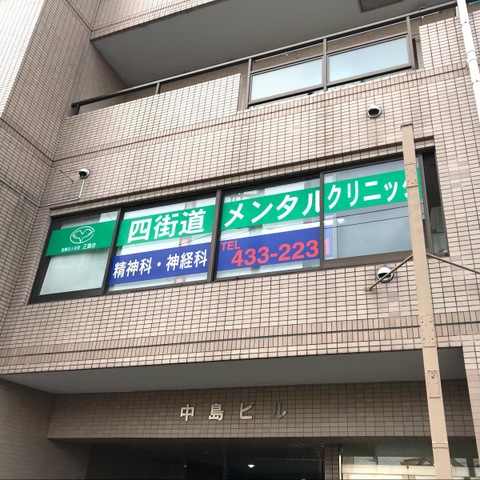 四街道 メンタルクリニック
精神科・神経科
TEL 433-2231
中島ビル